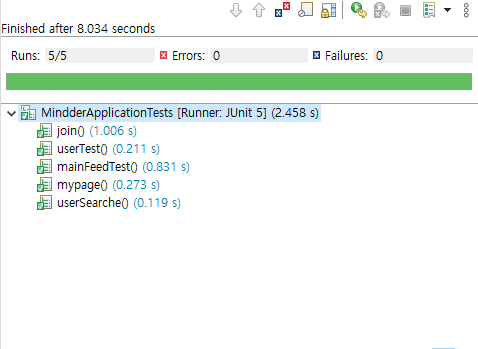 Finished after 8.034 seconds
Runs: 5/5 Errors: 0 Failures: 0
MindderApplicationTests [Runner: JUnit 5] (2.458 s)
join() (1.006 s)
userTest() (0.211 s)
mainFeedTest() (0.831 s)
mypage() (0.273 s)
userSearche() (0.119 s)